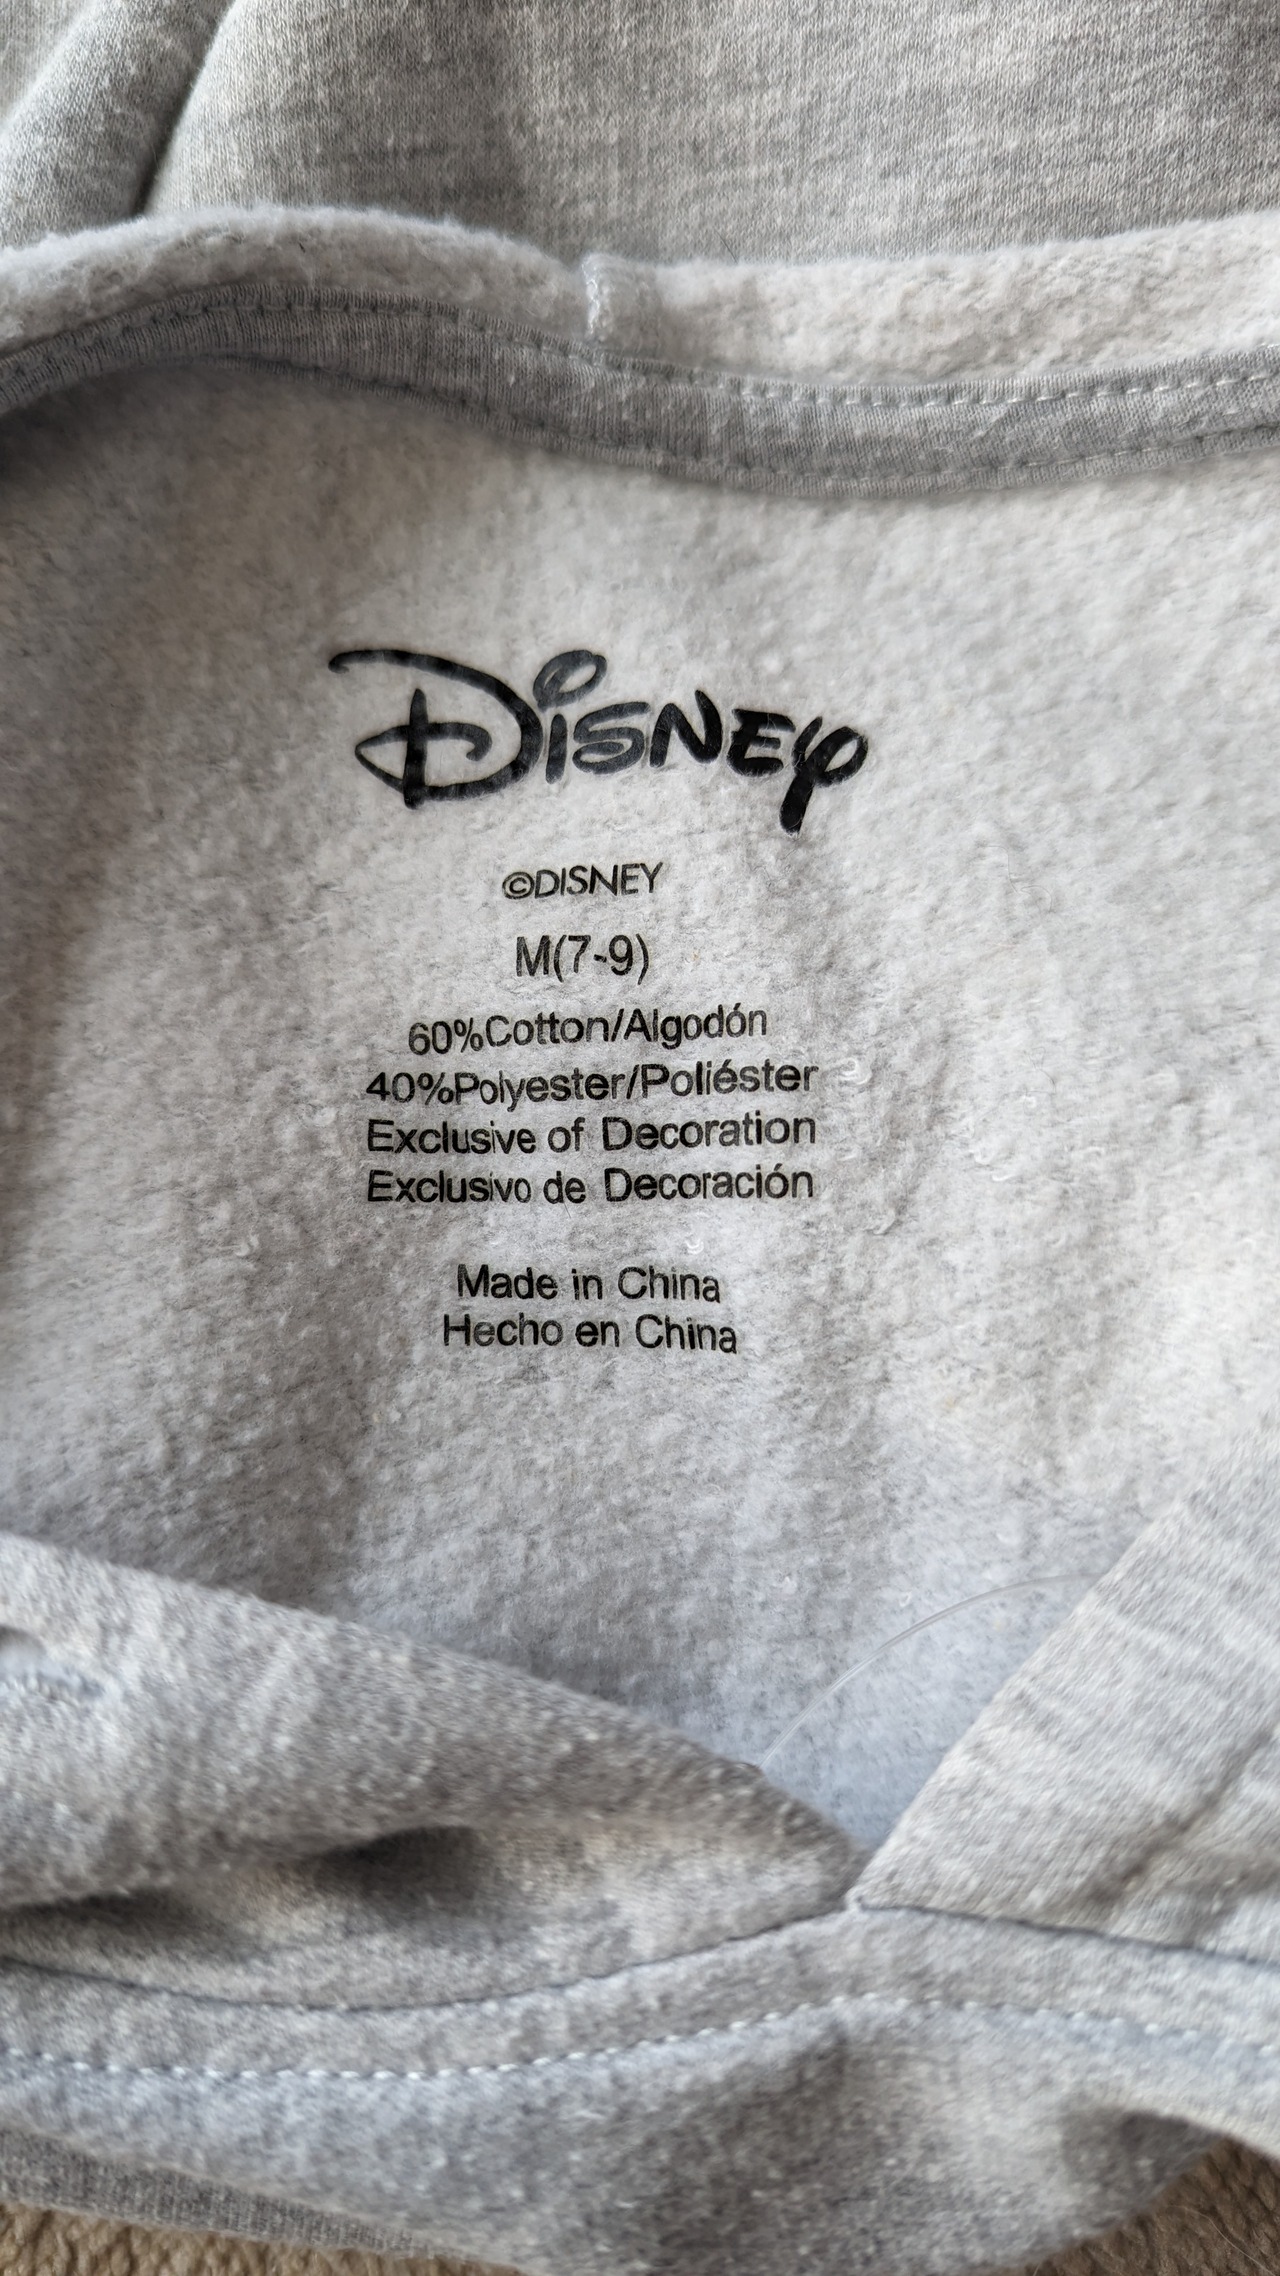 Disney
©DISNEY
M(7-9)
60%Cotton/Algodón
40%Polyester/Poliéster
Exclusive of Decoration
Exclusivo de Decoración
Made in China
Hecho en China